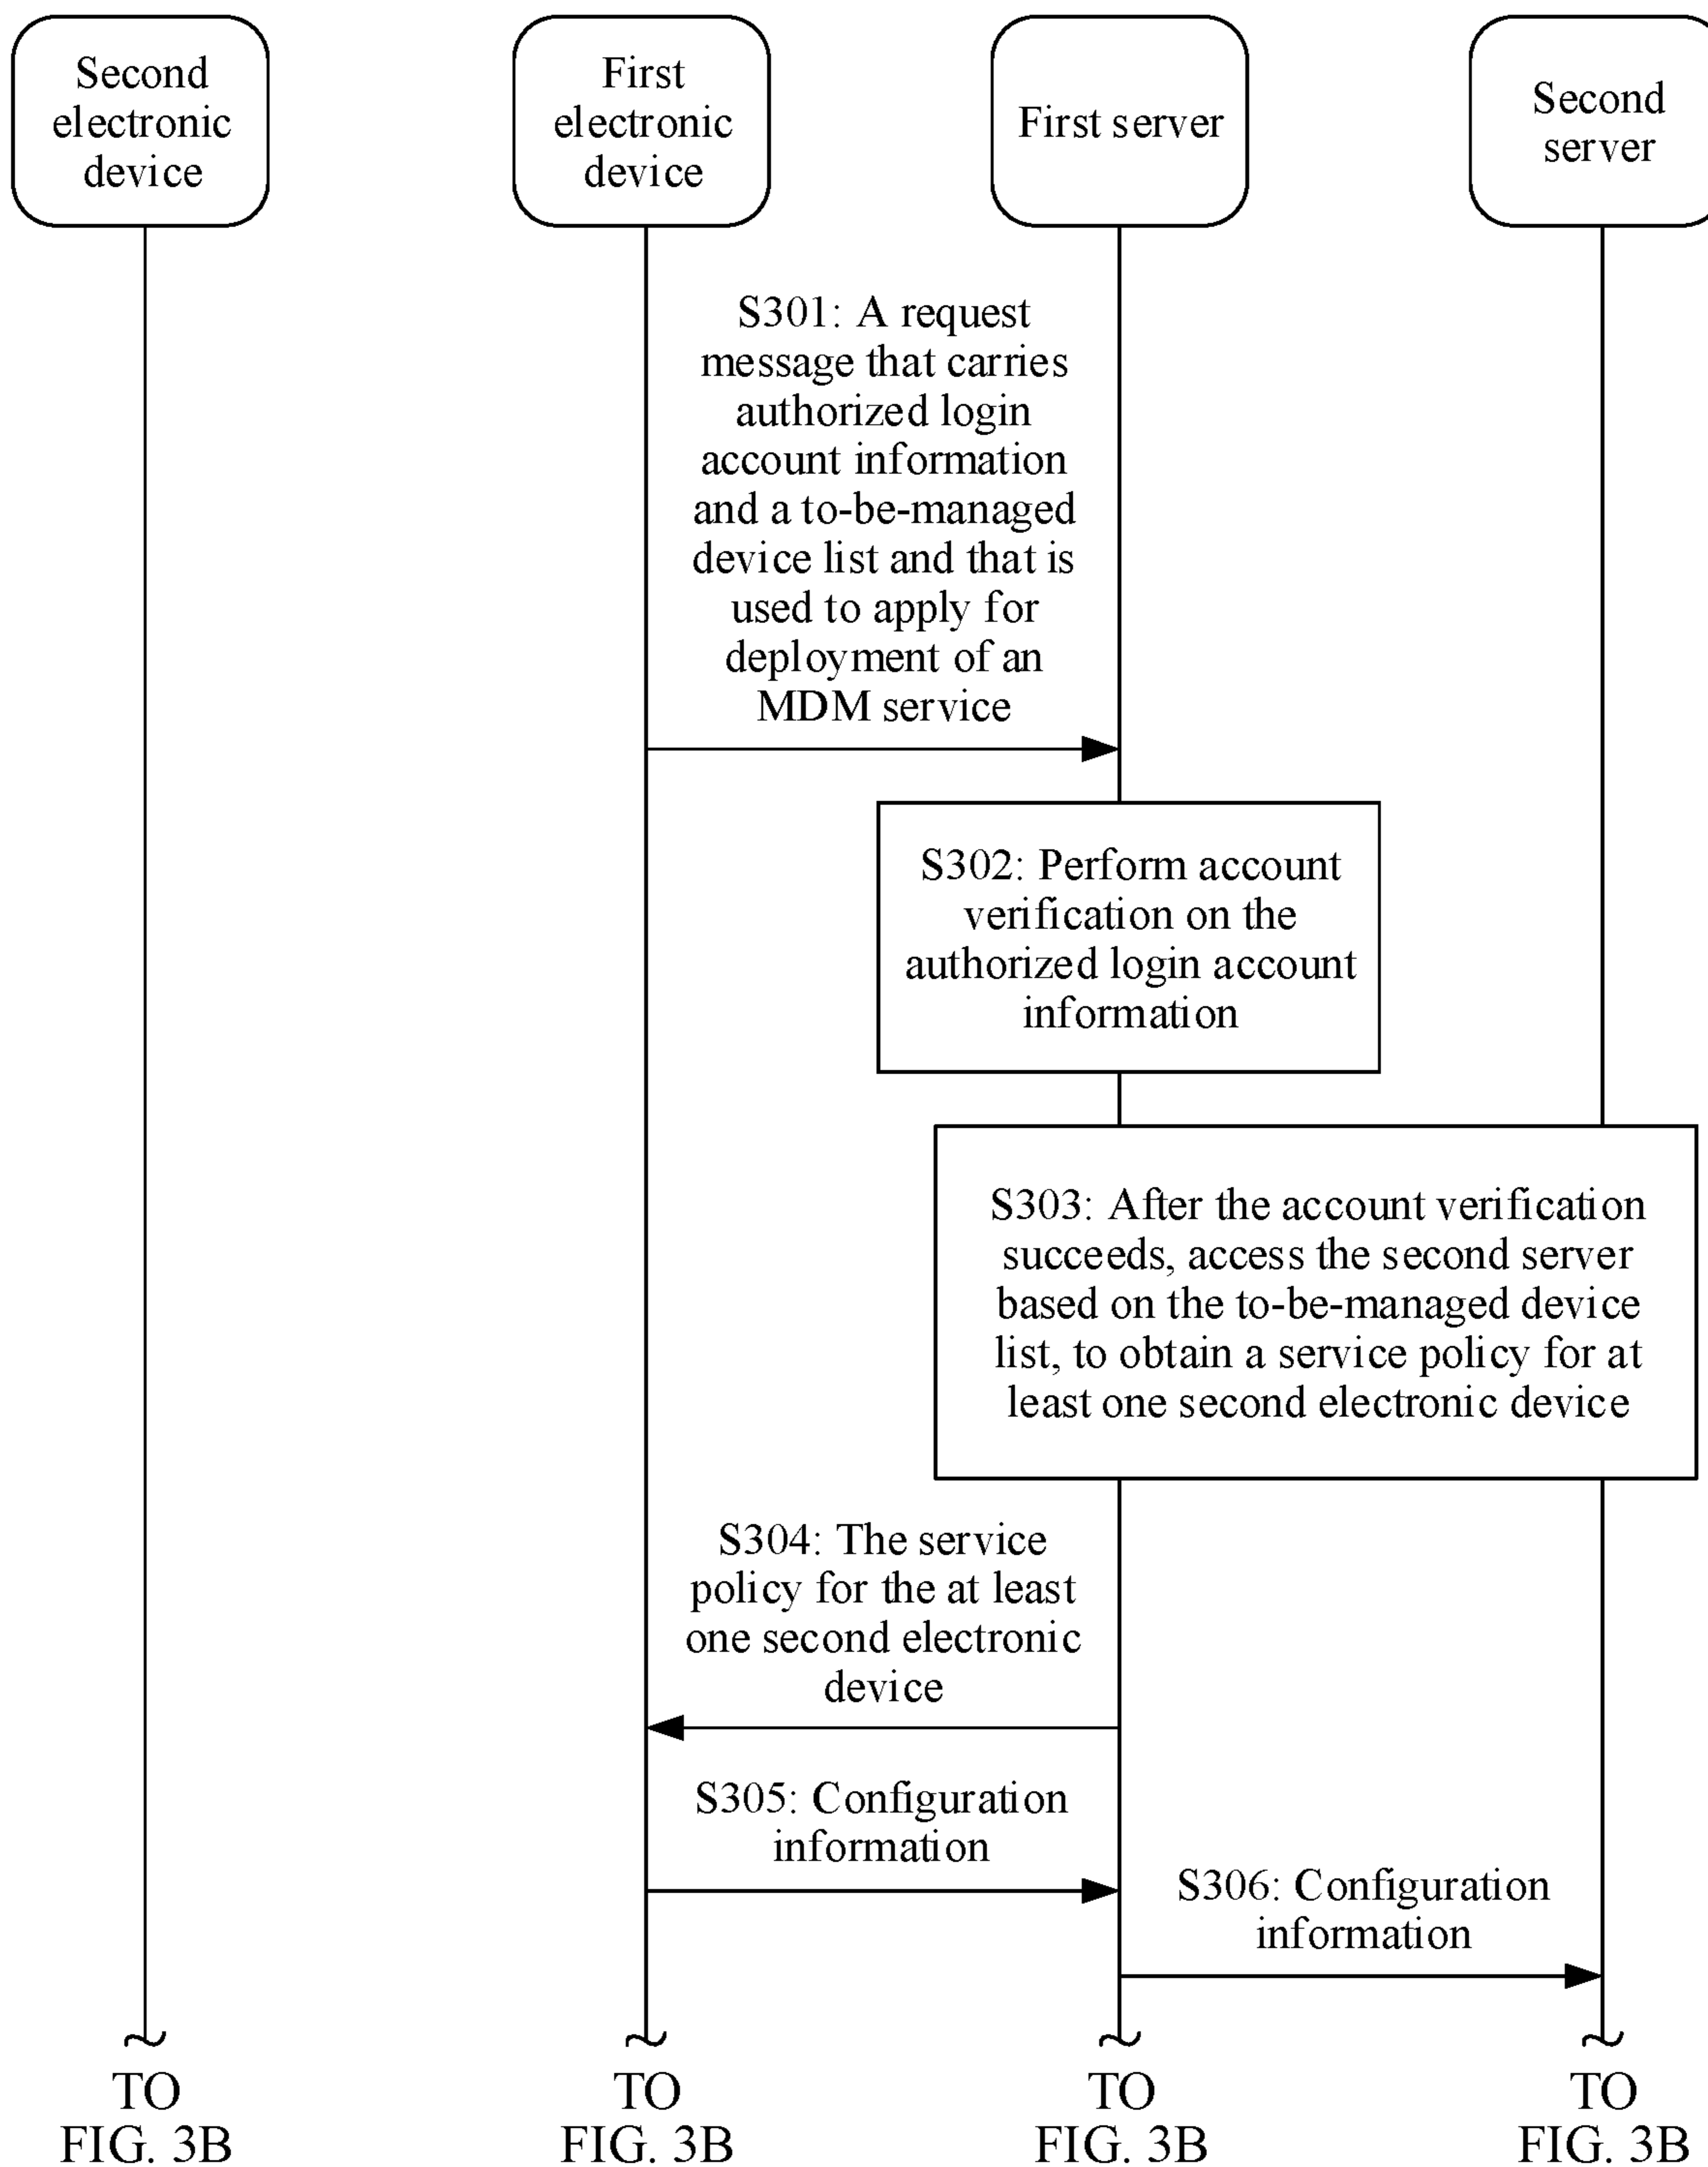 Second
electronic
device
First
electronic
device
First server
Second
server
S301: A request
message that carries
authorized login
account information
and a to-be-managed
device list and that is
used to apply for
deployment of an
MDM service
S302: Perform account
verification on the
authorized login account
information
S303: After the account verification
succeeds, access the second server
based on the to-be-managed device
list, to obtain a service policy for at
least one second electronic device
S304: The service
policy for the at least
one second electronic
device
S305: Configuration
information
S306: Configuration
information
TO
FIG. 3B
TO
FIG. 3B
TO
FIG. 3B
TO
FIG. 3B